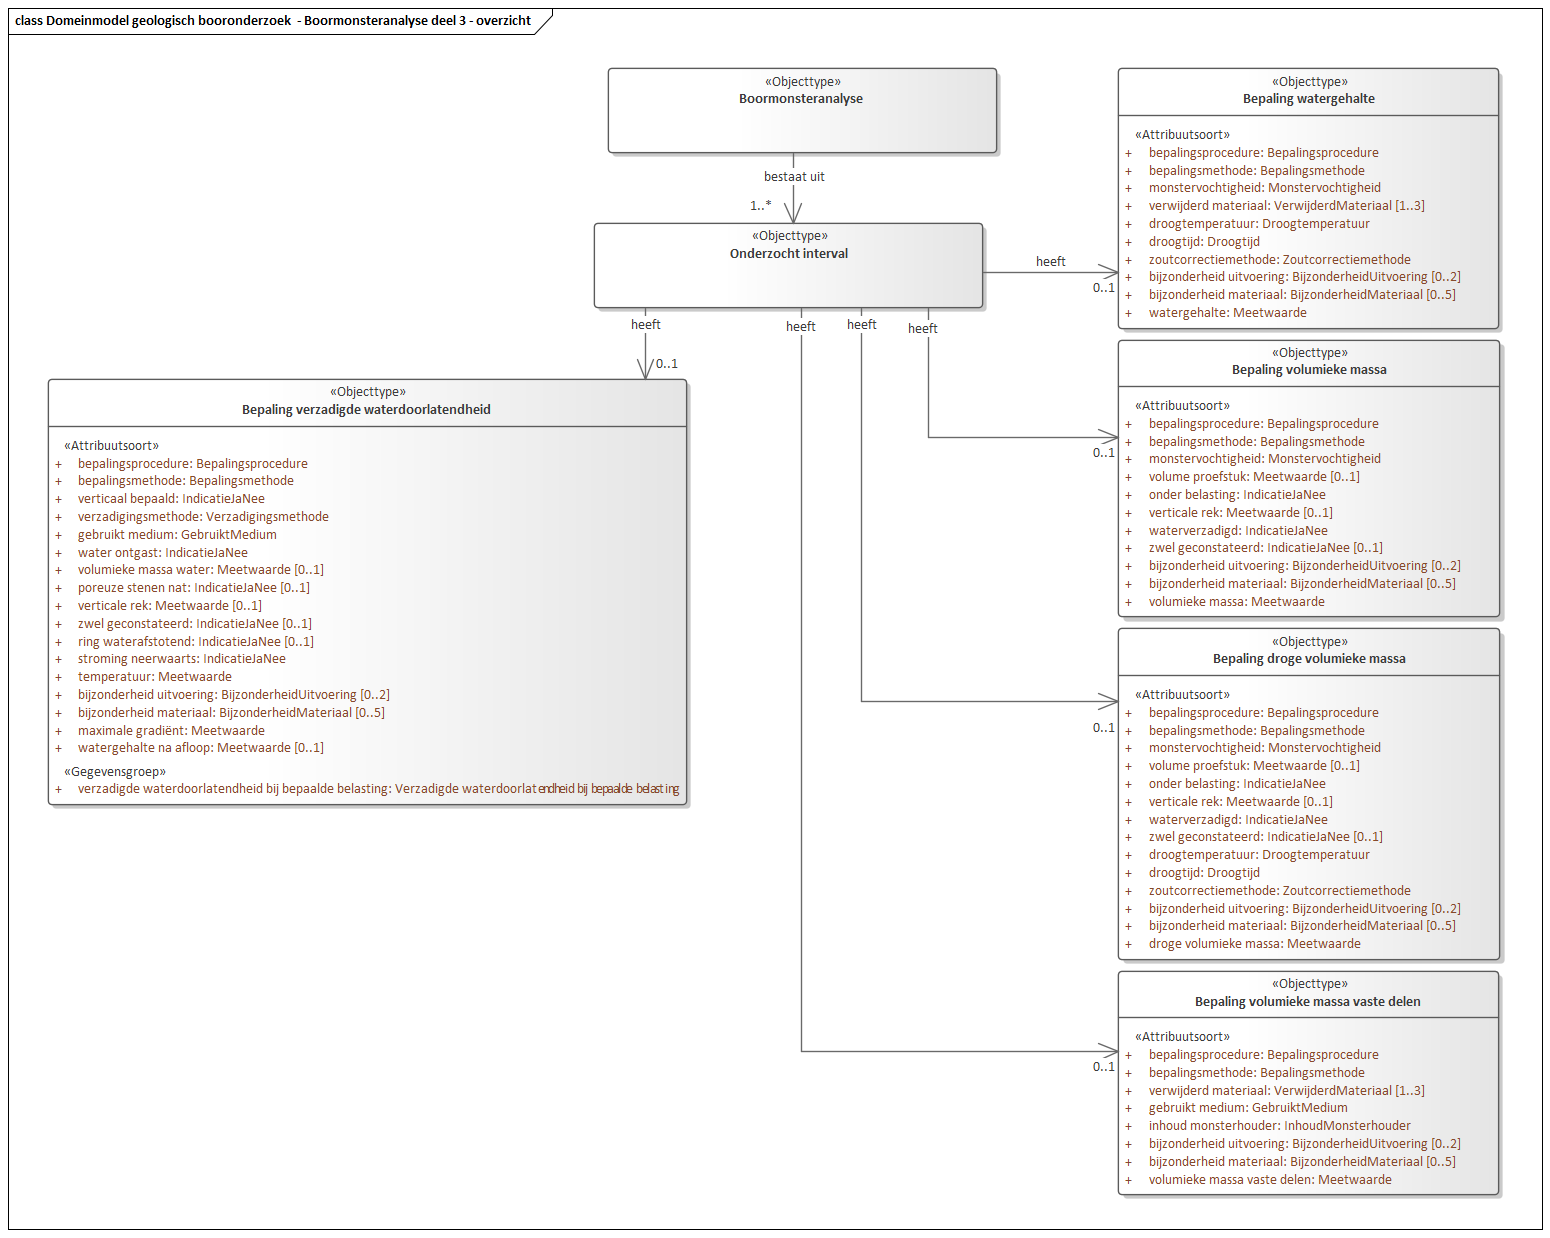 class Domeinmodel geologisch booronderzoek  - Boormonsteranalyse deel 3 - overzicht
«Objecttype»
Boormonsteranalyse
bestaat uit
1..*
«Objecttype»
Onderzocht interval
heeft
0..1
heeft
0..1
heeft
0..1
heeft
0..1
heeft
0..1
«Objecttype»
Bepaling verzadigde waterdoorlatendheid
«Attribuutsoort»
+ bepalingsprocedure: Bepalingsprocedure
+ bepalingsmethode: Bepalingsmethode
+ verticaal bepaald: IndicatieJaNee
+ verzadigingsmethode: Verzadigingsmethode
+ gebruikt medium: GebruiktMedium
+ water ontgast: IndicatieJaNee
+ volumieke massa water: Meetwaarde [0..1]
+ poreuze stenen nat: IndicatieJaNee [0..1]
+ verticale rek: Meetwaarde [0..1]
+ zwel geconstateerd: IndicatieJaNee [0..1]
+ ring waterafstotend: IndicatieJaNee [0..1]
+ stroming neerwaarts: IndicatieJaNee
+ temperatuur: Meetwaarde
+ bijzonderheid uitvoering: BijzonderheidUitvoering [0..2]
+ bijzonderheid materiaal: BijzonderheidMateriaal [0..5]
+ maximale gradiënt: Meetwaarde
+ watergehalte na afloop: Meetwaarde [0..1]
«Gegevensgroep»
+ verzadigde waterdoorlatendheid bij bepaalde belasting: Verzadigde waterdoorlatendheid bij bepaalde belasting
«Objecttype»
Bepaling watergehalte
«Attribuutsoort»
+ bepalingsprocedure: Bepalingsprocedure
+ bepalingsmethode: Bepalingsmethode
+ monstervochtigheid: Monstervochtigheid
+ verwijderd materiaal: VerwijderdMateriaal [1..3]
+ droogtemperatuur: Droogtemperatuur
+ droogtijd: Droogtijd
+ zoutcorrectiemethode: Zoutcorrectiemethode
+ bijzonderheid uitvoering: BijzonderheidUitvoering [0..2]
+ bijzonderheid materiaal: BijzonderheidMateriaal [0..5]
+ watergehalte: Meetwaarde
«Objecttype»
Bepaling volumieke massa
«Attribuutsoort»
+ bepalingsprocedure: Bepalingsprocedure
+ bepalingsmethode: Bepalingsmethode
+ monstervochtigheid: Monstervochtigheid
+ volume proefstuk: Meetwaarde [0..1]
+ onder belasting: IndicatieJaNee
+ verticale rek: Meetwaarde [0..1]
+ waterverzadigd: IndicatieJaNee
+ zwel geconstateerd: IndicatieJaNee [0..1]
+ bijzonderheid uitvoering: BijzonderheidUitvoering [0..2]
+ bijzonderheid materiaal: BijzonderheidMateriaal [0..5]
+ volumieke massa: Meetwaarde
«Objecttype»
Bepaling droge volumieke massa
«Attribuutsoort»
+ bepalingsprocedure: Bepalingsprocedure
+ bepalingsmethode: Bepalingsmethode
+ monstervochtigheid: Monstervochtigheid
+ volume proefstuk: Meetwaarde [0..1]
+ onder belasting: IndicatieJaNee
+ verticale rek: Meetwaarde [0..1]
+ waterverzadigd: IndicatieJaNee
+ zwel geconstateerd: IndicatieJaNee [0..1]
+ droogtemperatuur: Droogtemperatuur
+ droogtijd: Droogtijd
+ zoutcorrectiemethode: Zoutcorrectiemethode
+ bijzonderheid uitvoering: BijzonderheidUitvoering [0..2]
+ bijzonderheid materiaal: BijzonderheidMateriaal [0..5]
+ droge volumieke massa: Meetwaarde
«Objecttype»
Bepaling volumieke massa vaste delen
«Attribuutsoort»
+ bepalingsprocedure: Bepalingsprocedure
+ bepalingsmethode: Bepalingsmethode
+ verwijderd materiaal: VerwijderdMateriaal [1..3]
+ gebruikt medium: GebruiktMedium
+ inhoud monsterhouder: InhoudMonsterhouder
+ bijzonderheid uitvoering: BijzonderheidUitvoering [0..2]
+ bijzonderheid materiaal: BijzonderheidMateriaal [0..5]
+ volumieke massa vaste delen: Meetwaarde